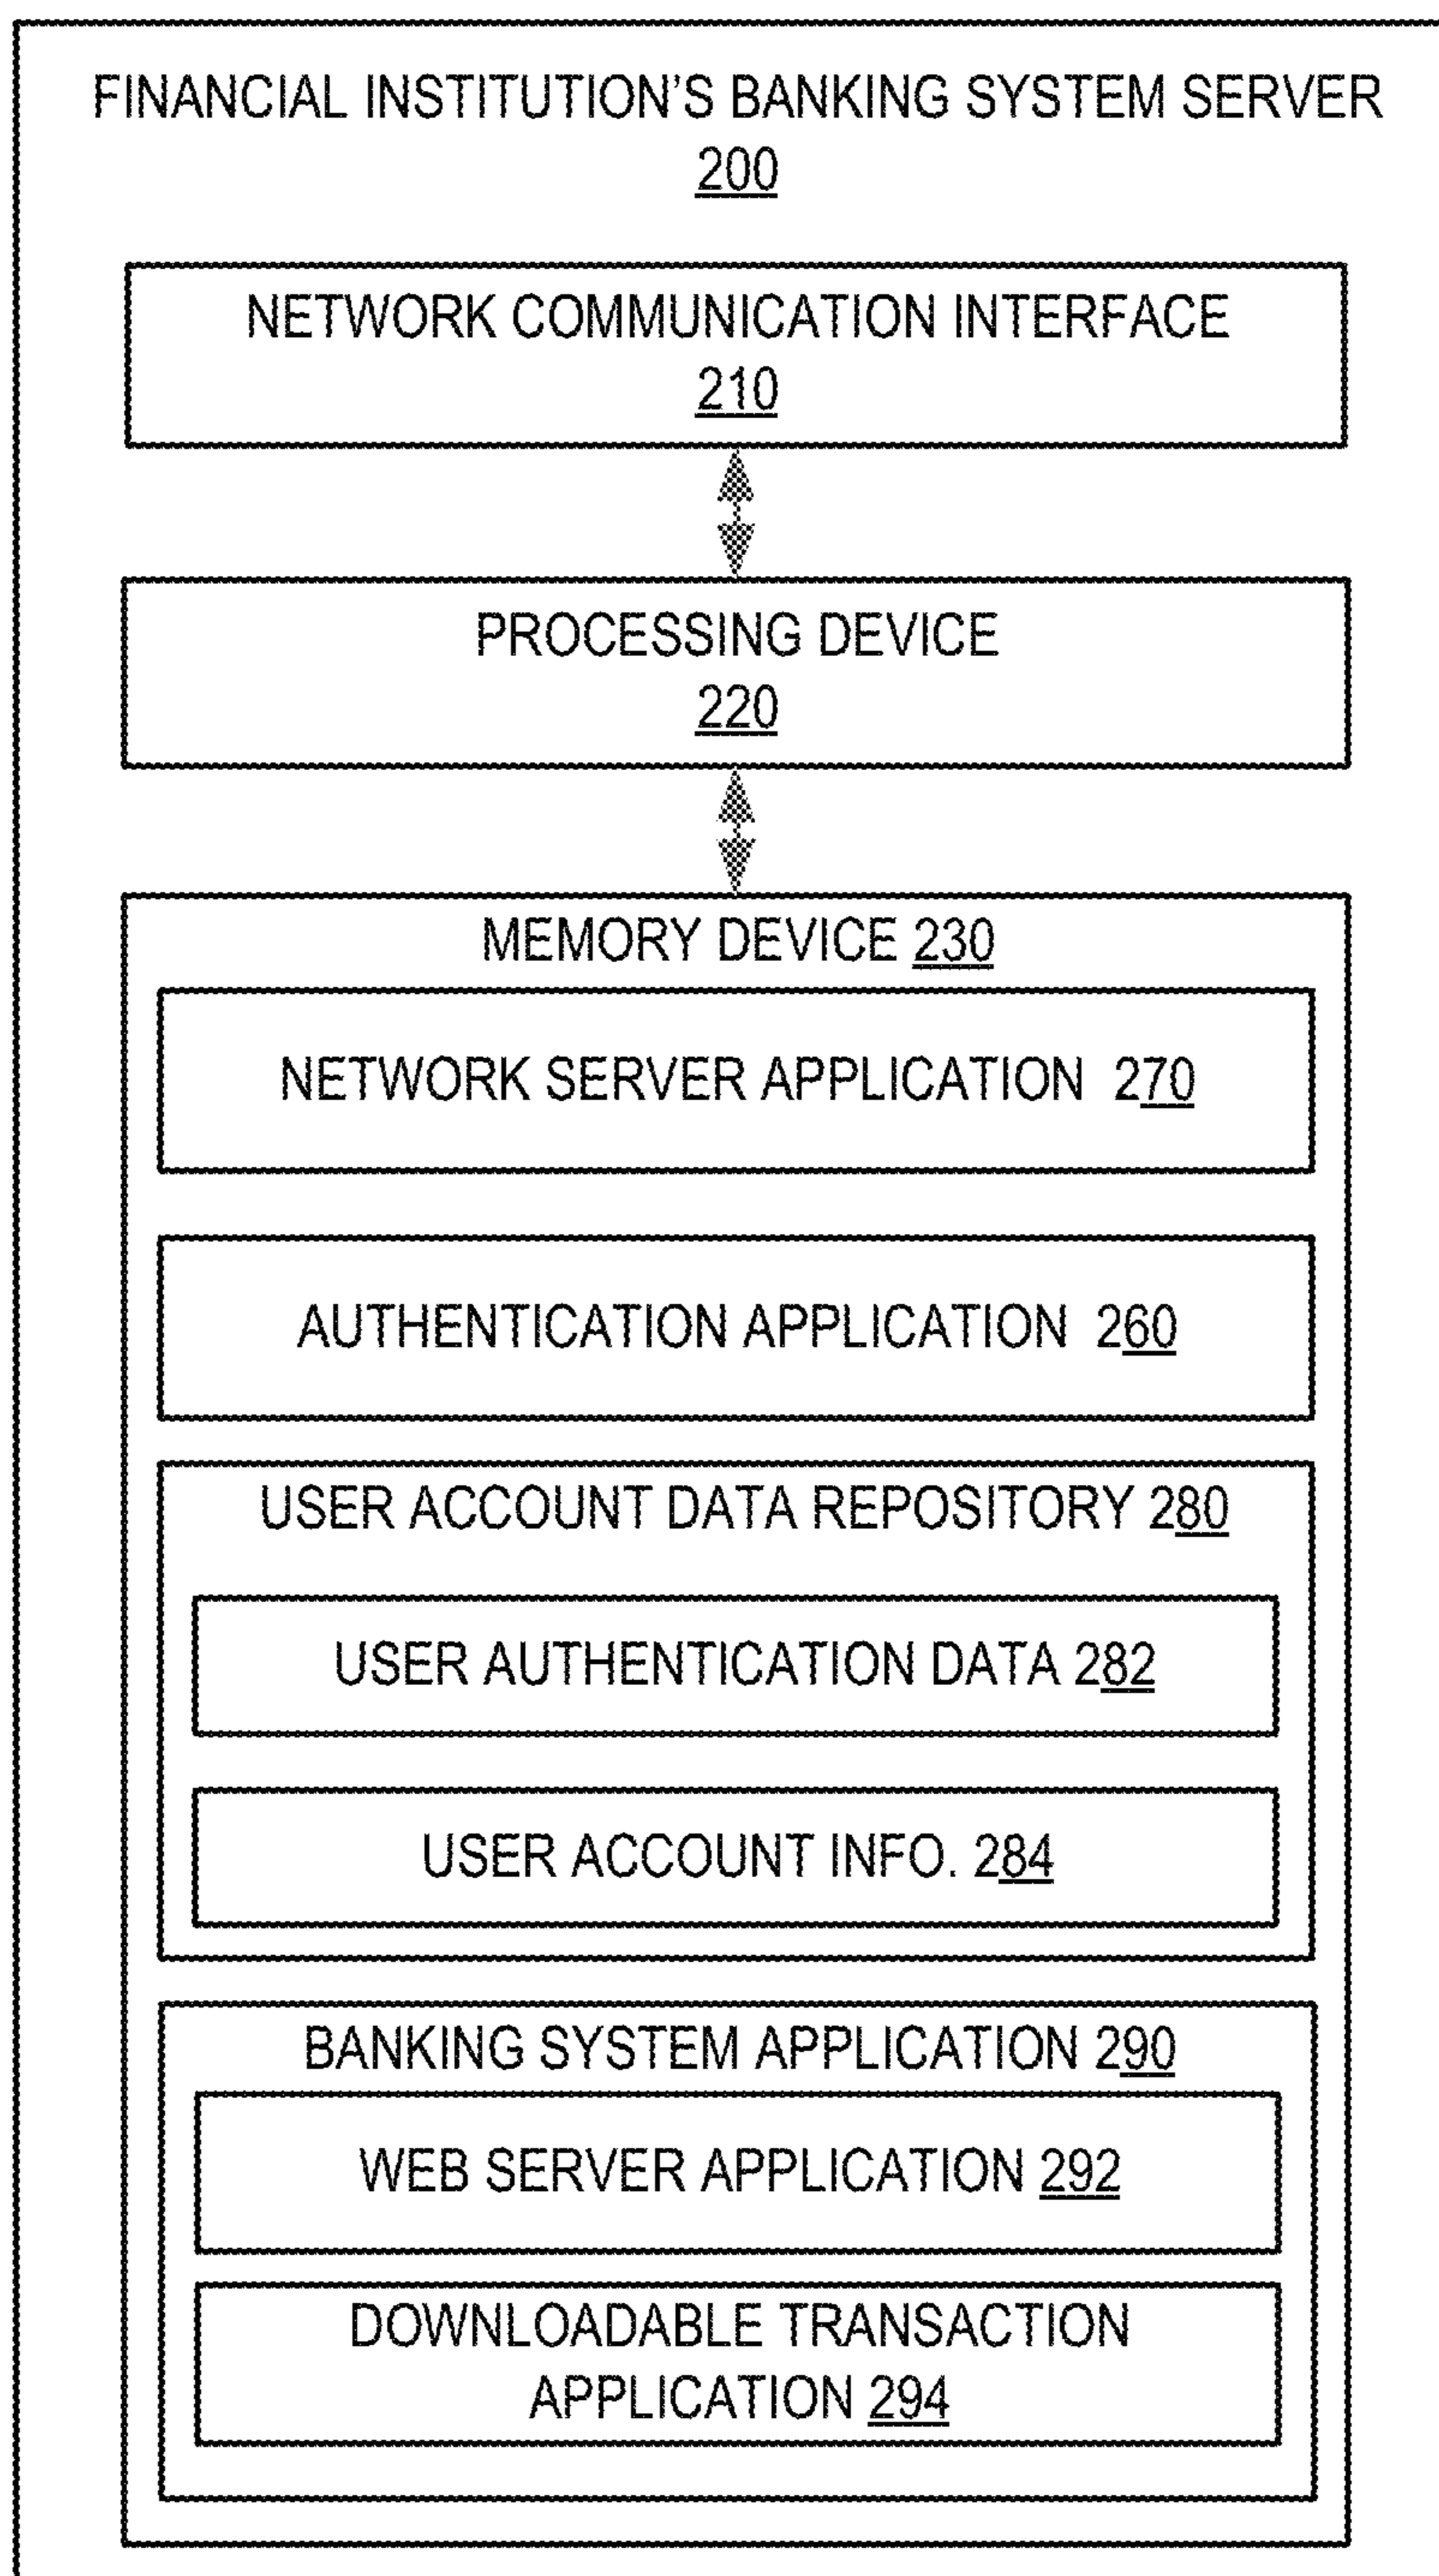 FINANCIAL INSTITUTION'S BANKING SYSTEM SERVER
200
NETWORK COMMUNICATION INTERFACE
210
PROCESSING DEVICE
220
MEMORY DEVICE 230
NETWORK SERVER APPLICATION 270
AUTHENTICATION APPLICATION 260
USER ACCOUNT DATA REPOSITORY 280
USER AUTHENTICATION DATA 282
USER ACCOUNT INFO. 284
BANKING SYSTEM APPLICATION 290
WEB SERVER APPLICATION 292
DOWNLOADABLE TRANSACTION
APPLICATION 294